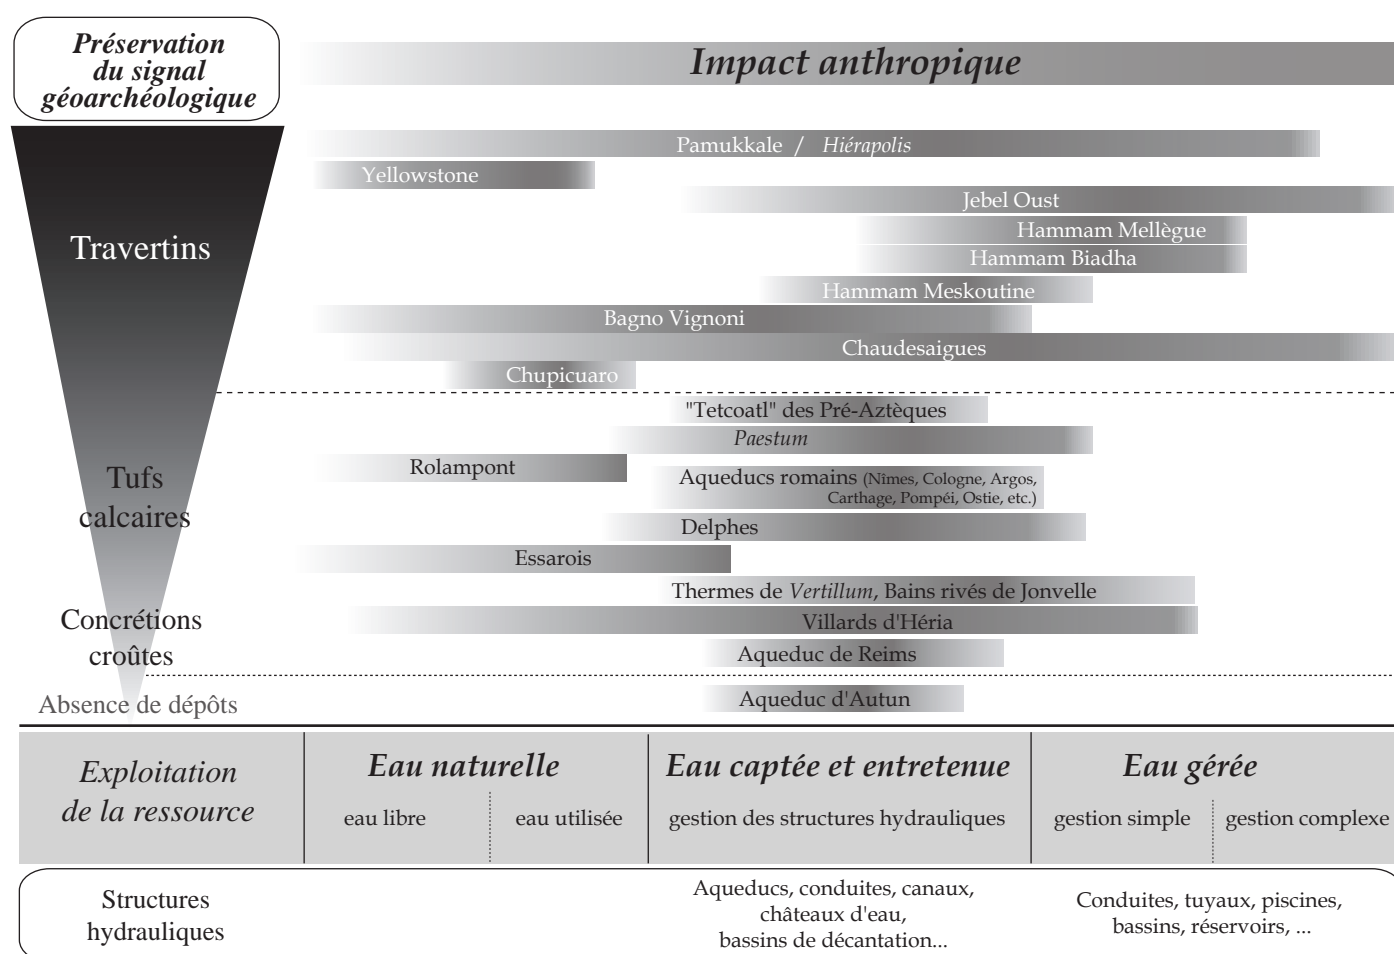 Préservation
du signal
géoarchéologique
Impact anthropique
Pamukkale / Hiérapolis
Yellowstone
Jebel Oust
Hammam Mellègue
Hammam Biadha
Hammam Meskoutine
Bagno Vignoni
Chaudesaigues
Chupicuaro
Travertins
"Tetcoatl" des Pré-Aztèques
Paestum
Rolampont
Aqueducs romains (Nîmes, Cologne, Argos,
Carthage, Pompéi, Ostie, etc.)
Delphes
Essarois
Tufs
calcaires
Thermes de Vertillum, Bains rivés de Jonvelle
Villards d'Héria
Aqueduc de Reims
Concrétions
croûtes
Aqueduc d'Autun
Absence de dépôts
Exploitation
de la ressource
Eau naturelle
eau libre
eau utilisée
Eau captée et entretenue
gestion des structures hydrauliques
Eau gérée
gestion simple
gestion complexe
Structures
hydrauliques
Aqueducs, conduites, canaux,
châteaux d'eau,
bassins de décantation...
Conduites, tuyaux, piscines,
bassins, réservoirs, ...